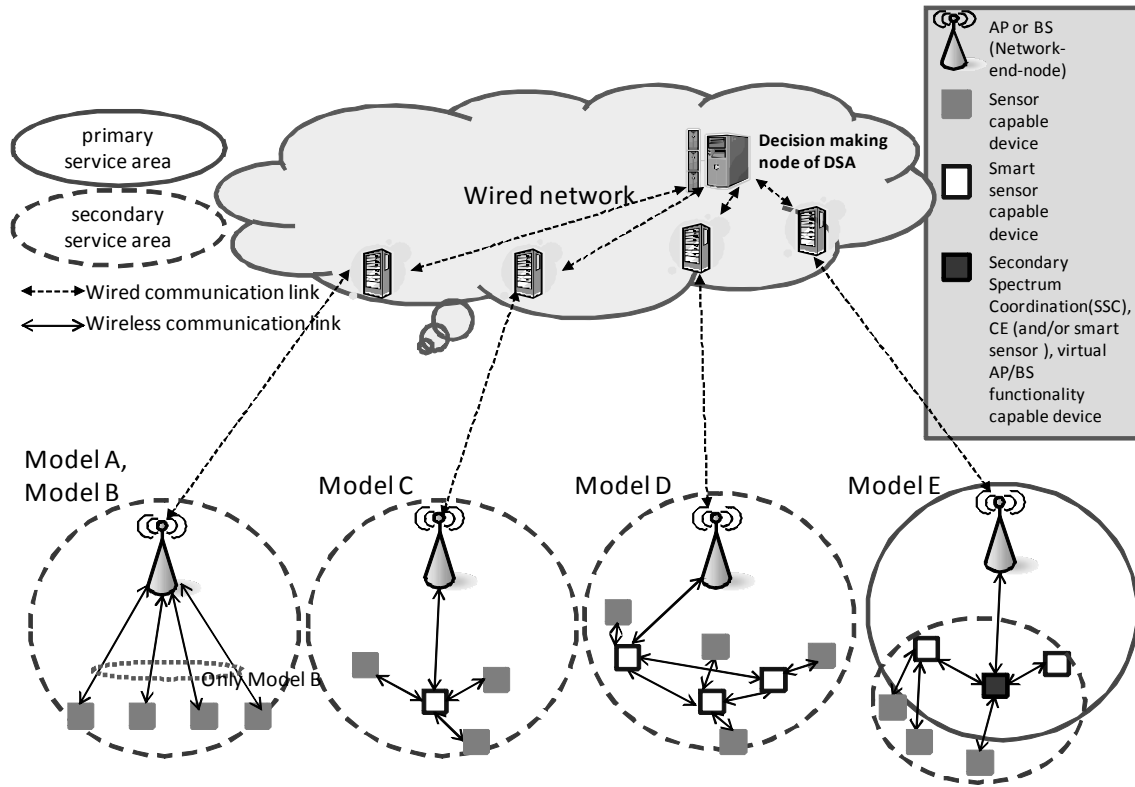 primary
service area
secondary
service area
Wired communication link
Wireless communication link
Wired network
Decision making
node of DSA
AP or BS
(Network-
end-node)
Sensor
capable
device
Smart
sensor
capable
device
Secondary
Spectrum
Coordination(SSC),
CE (and/or smart
sensor ), virtual
AP/BS
functionality
capable device
Model A,
Model B
Model C
Model D
Model E
Only Model B